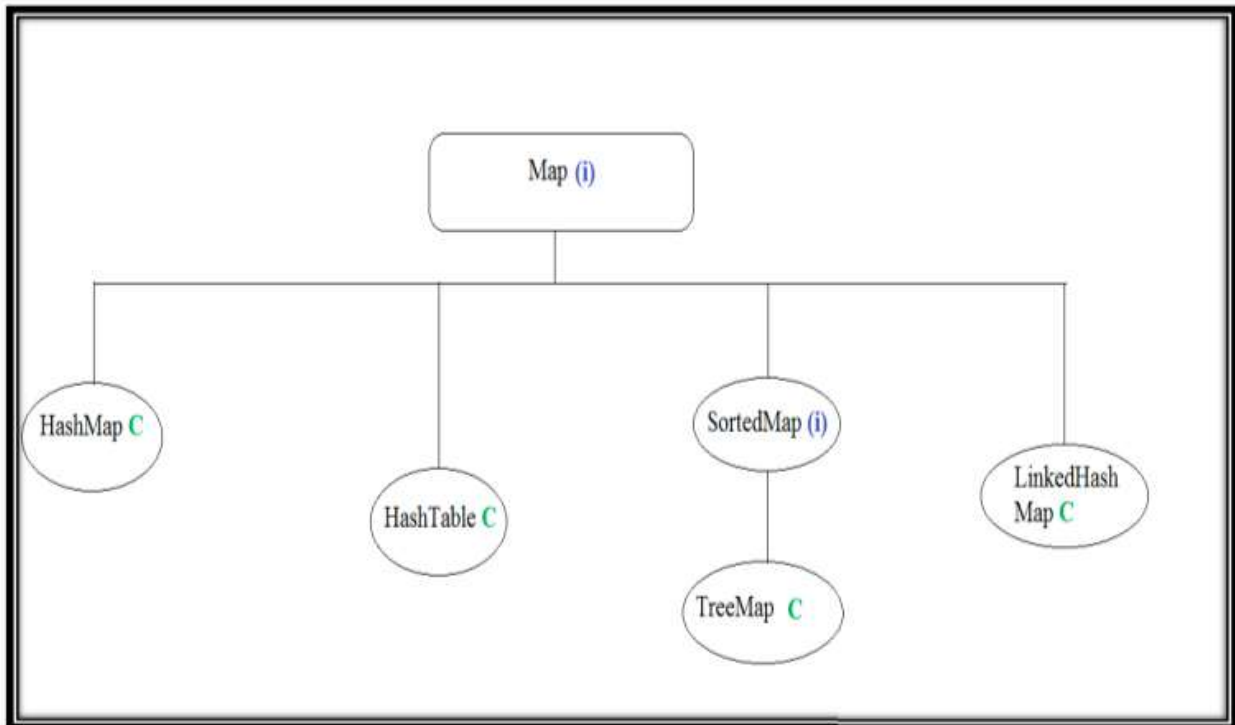 Map (i)
HashMap C
HashTable C
SortedMap (i)
TreeMap C
LinkedHash
Map C